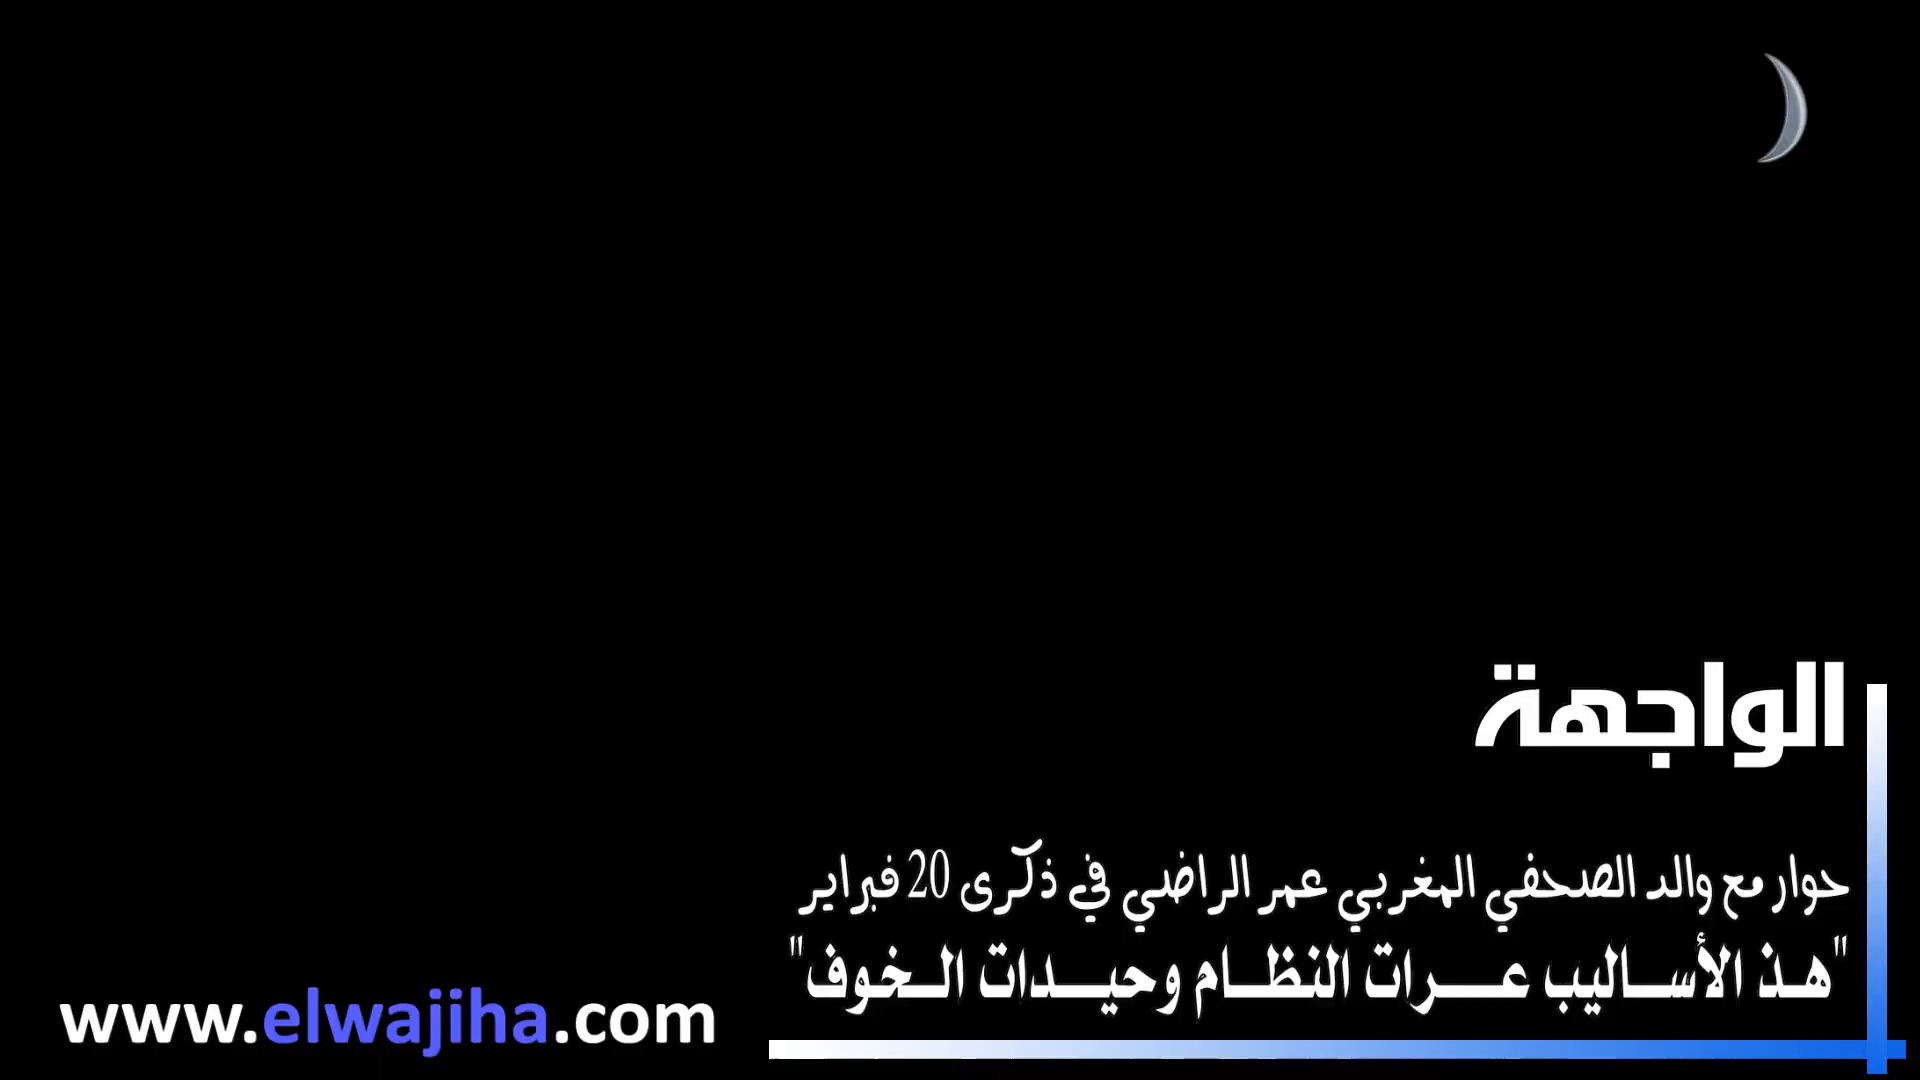 الواجهة
حوار مع والد الصحفي المغربي عمر الراضي في ذكرى 20 فبراير
"هذ الأساليب عرات النظام وحيدات الخوف"
www.elwajiha.com